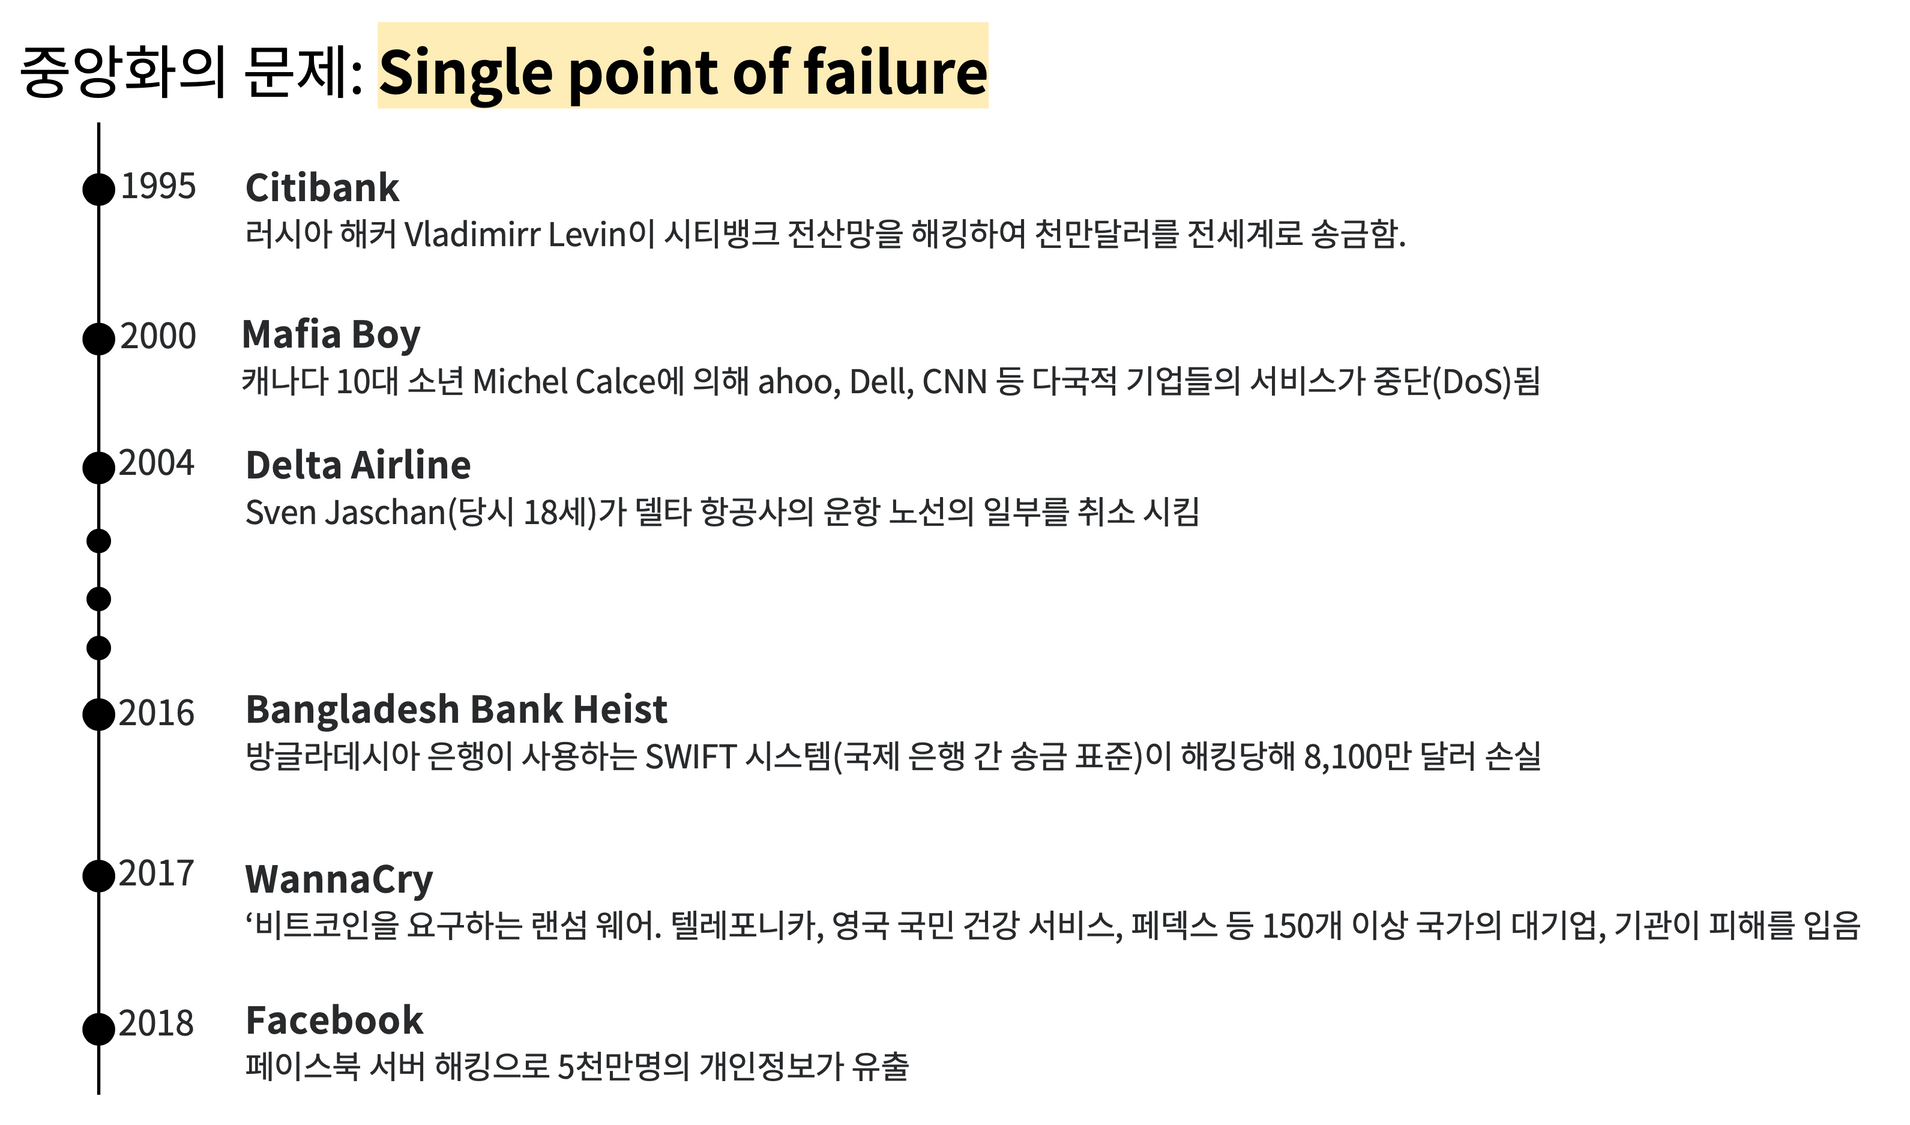 중앙화의 문제: Single point of failure
1995 Citibank
러시아 해커 Vladimirr Levin이 시티뱅크 전산망을 해킹하여 천만달러를 전세계로 송금함.
2000 Mafia Boy
캐나다 10대 소년 Michel Calce에 의해 ahoo, Dell, CNN 등 다국적 기업들의 서비스가 중단(DoS)됨
2004 Delta Airline
Sven Jaschan(당시 18세)가 델타 항공사의 운항 노선의 일부를 취소 시킴
2016 Bangladesh Bank Heist
방글라데시아 은행이 사용하는 SWIFT 시스템(국제 은행 간 송금 표준)이 해킹당해 8,100만 달러 손실
2017 WannaCry
‘비트코인을 요구하는 랜섬 웨어. 텔레포니카, 영국 국민 건강 서비스, 페덱스 등 150개 이상 국가의 대기업, 기관이 피해를 입음
2018 Facebook
페이스북 서버 해킹으로 5천만명의 개인정보가 유출